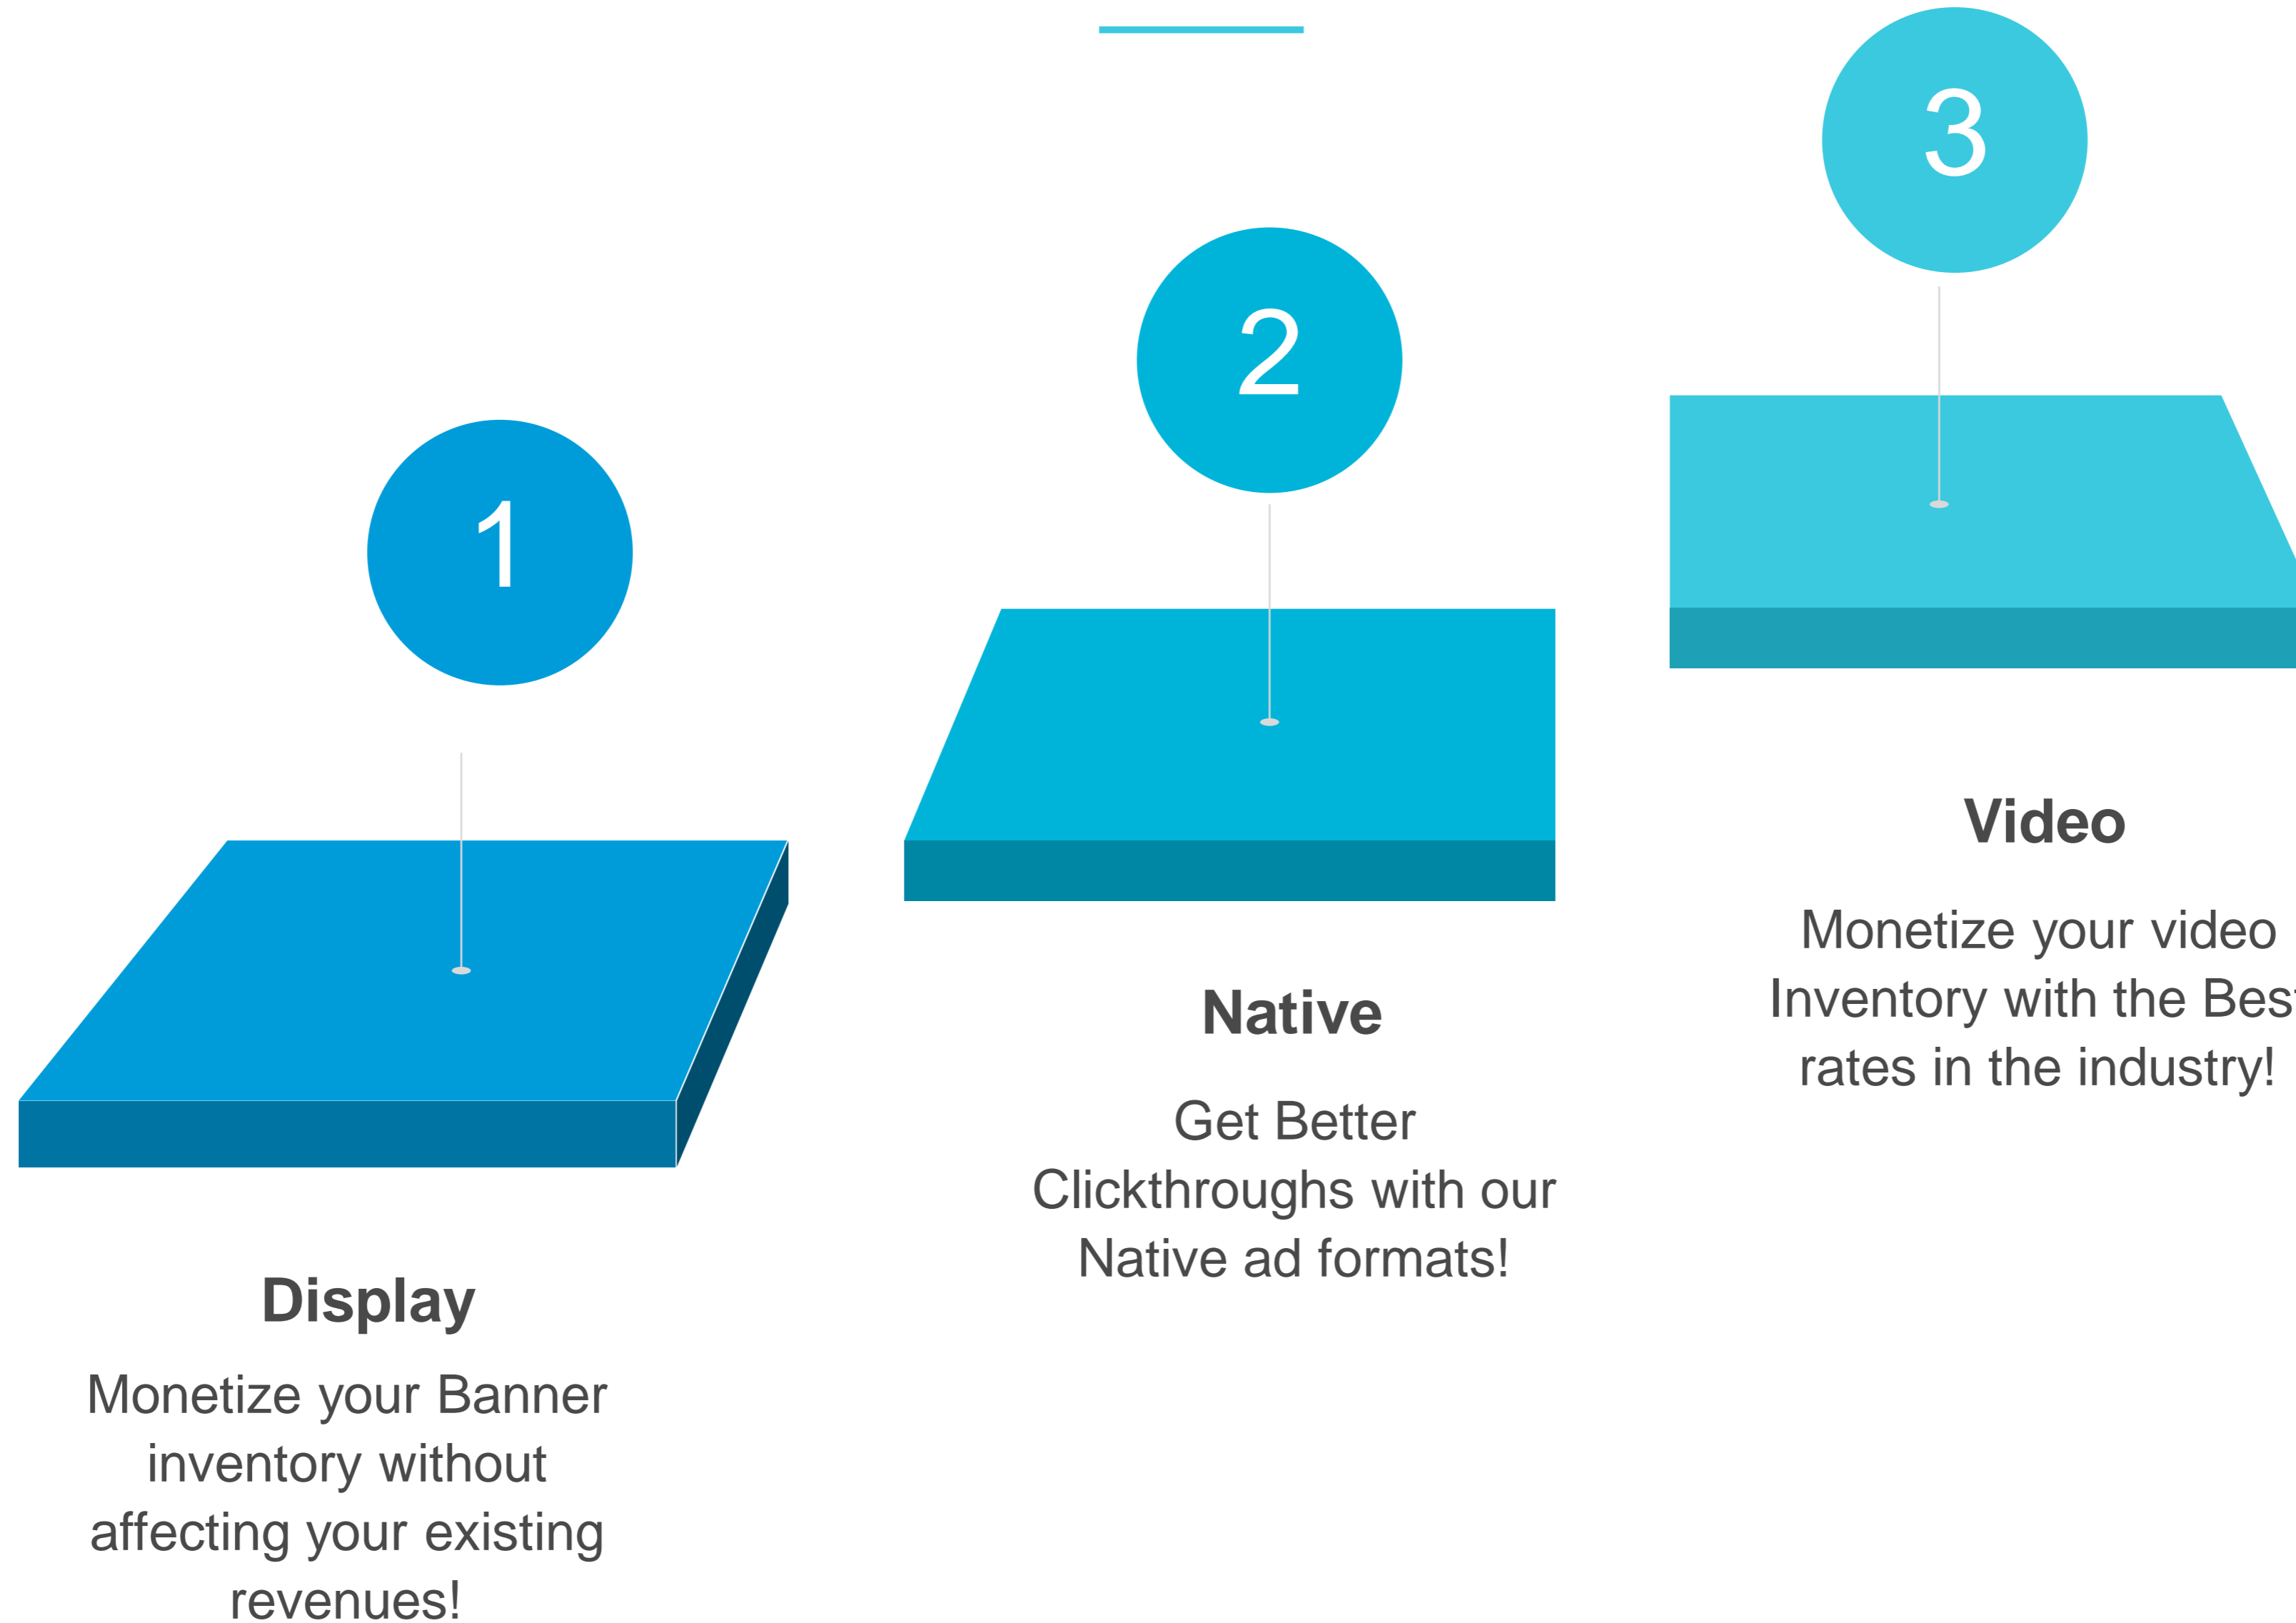 1
Display
Monetize your Banner
inventory without
affecting your existing
revenues!
2
Native
Get Better
Clickthroughs with our
Native ad formats!
3
Video
Monetize your video
Inventory with the Best
rates in the industry!